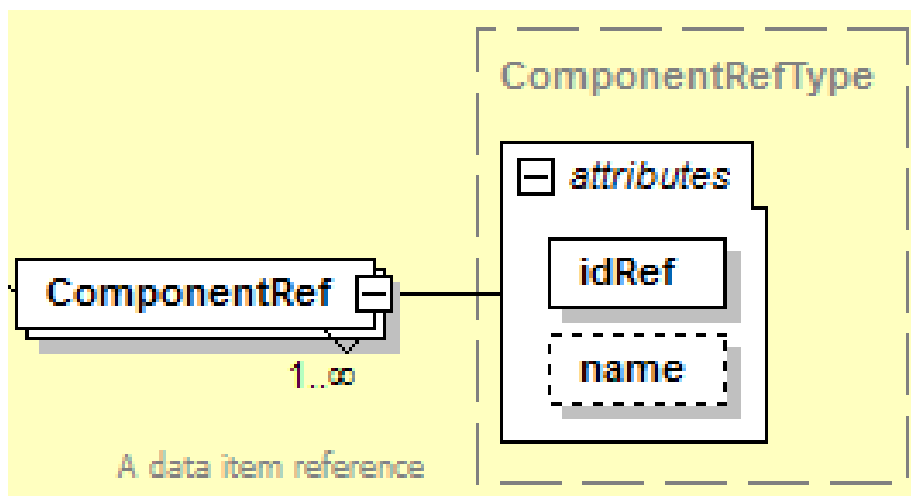 ComponentRefType
attributes
idRef
ComponentRef
name
1..∞
A data item reference